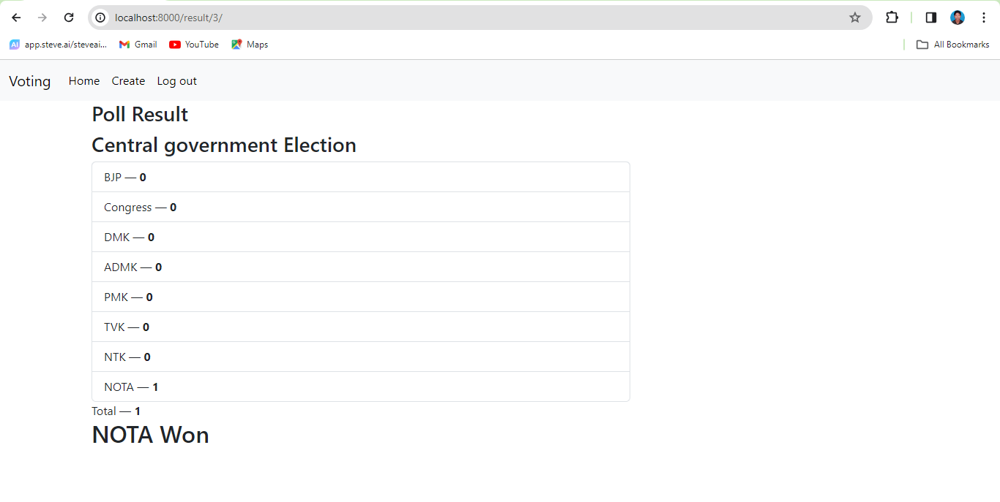 localhost:8000/result/3/
app.steve.ai/steveai... Gmail YouTube Maps All Bookmarks
Voting Home Create Log out
Poll Result
Central government Election
BJP — 0
Congress — 0
DMK — 0
ADMK — 0
PMK — 0
TVK — 0
NTK — 0
NOTA — 1
Total — 1
NOTA Won